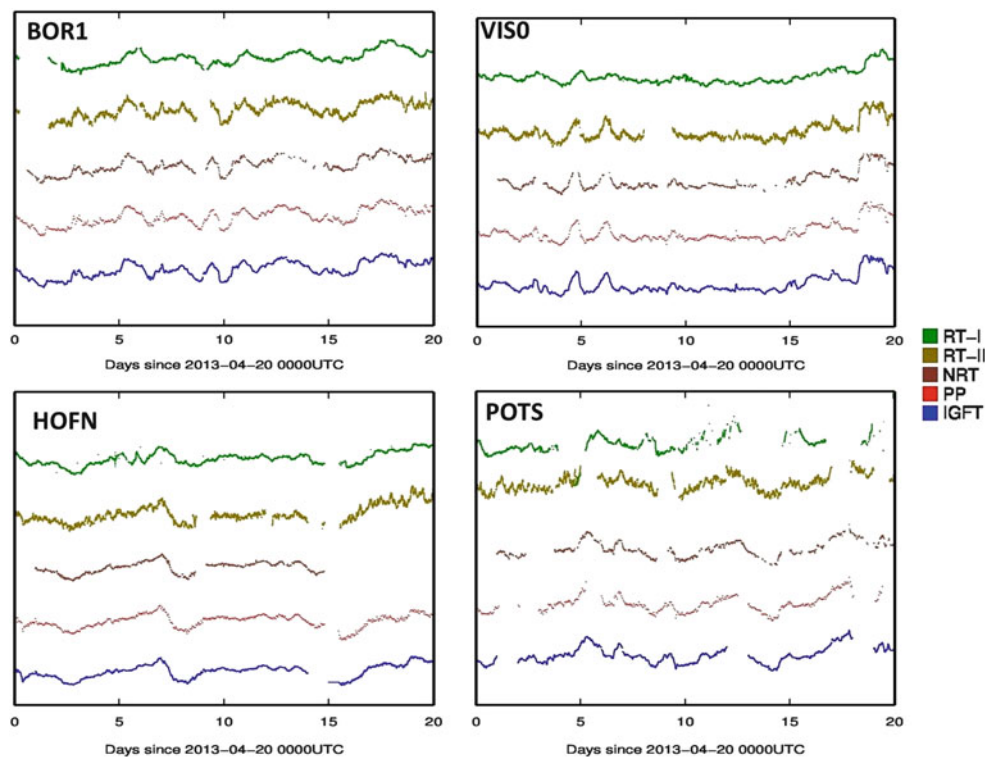 BOR1
0 5 10 15 20
Days since 2013-04-20 0000UTC
VIS0
0 5 10 15 20
Days since 2013-04-20 0000UTC
RT-I
RT-II
NRT
PP
IGFT
HOFN
0 5 10 15 20
Days since 2013-04-20 0000UTC
POTS
0 5 10 15 20
Days since 2013-04-20 0000UTC